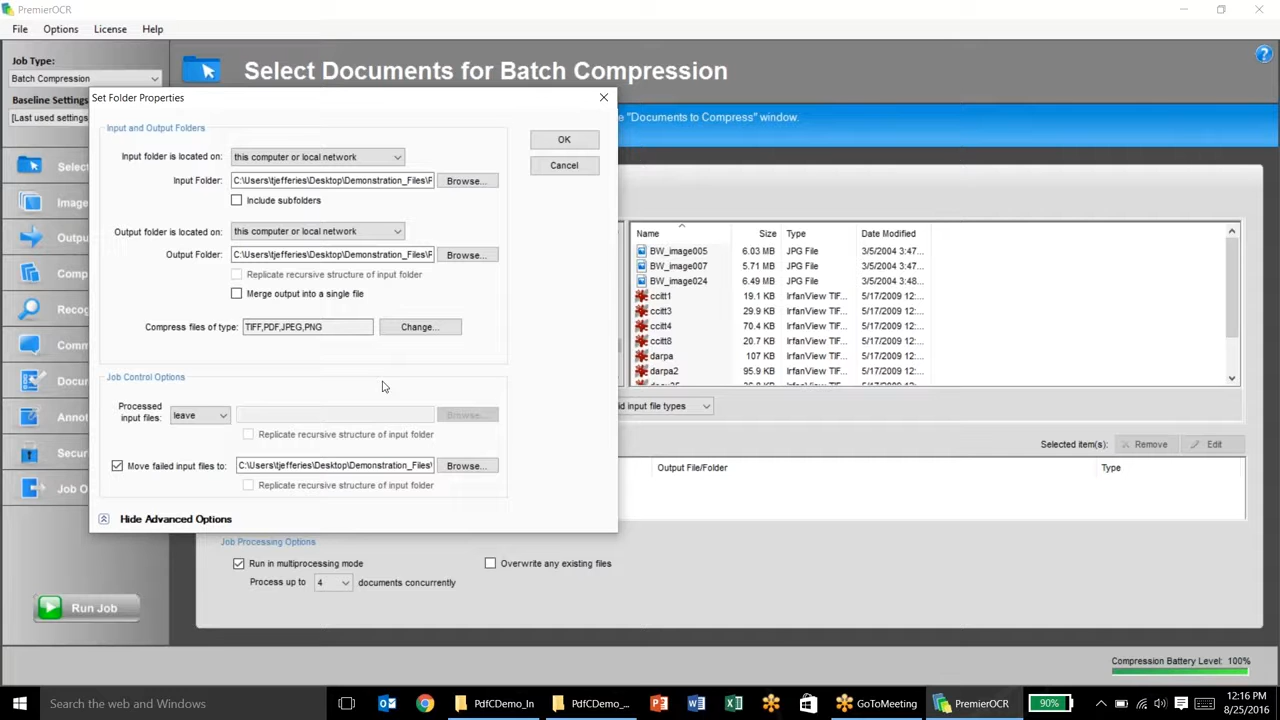 PremierOCR
File Options License Help
Job Type:
Batch Compression
Baseline Settings
[Last used settings
Select Documents for Batch Compression
e "Documents to Compress" window.
Set Folder Properties
Input and Output Folders
Input folder is located on: this computer or local network
Input Folder: C:\Users\tjefferies\Desktop\Demonstration_Files\F Browse...
Include subfolders
Output folder is located on: this computer or local network
Output Folder: C:\Users\tjefferies\Desktop\Demonstration_Files\F Browse...
Replicate recursive structure of input folder
Merge output into a single file
Compress files of type: TIFF,PDF,JPEG,PNG Change...
OK
Cancel
Job Control Options
Processed input files: leave Browse...
Replicate recursive structure of input folder
Move failed input files to: C:\Users\tjefferies\Desktop\Demonstration_Files\ Browse...
Replicate recursive structure of input folder
Hide Advanced Options
Select
Image
Outpu
Comp
Recog
Comm
Docu
Annot
Secur
Job O
Run Job
Name Size Type Date Modified
BW_image005 6.03 MB JPG File 3/5/2004 3:47...
BW_image007 5.71 MB JPG File 3/5/2004 3:47...
BW_image024 6.49 MB JPG File 3/5/2004 3:48...
ccitt1 19.1 KB IrfanView TIF... 5/17/2009 12:...
ccitt3 29.9 KB IrfanView TIF... 5/17/2009 12:...
ccitt4 70.4 KB IrfanView TIF... 5/17/2009 12:...
ccitt8 20.7 KB IrfanView TIF... 5/17/2009 12:...
darpa 107 KB IrfanView TIF... 5/17/2009 12:...
darpa2 95.9 KB IrfanView TIF... 5/17/2009 12:...
lid input file types
Selected item(s): Remove Edit
Output File/Folder Type
Job Processing Options
Run in multiprocessing mode Overwrite any existing files
Process up to 4 documents concurrently
Compression Battery Level: 100%
Search the web and Windows
PdfCDemo_In
PdfCDemo_...
GoToMeeting
PremierOCR
90%
12:16 PM
8/25/2016